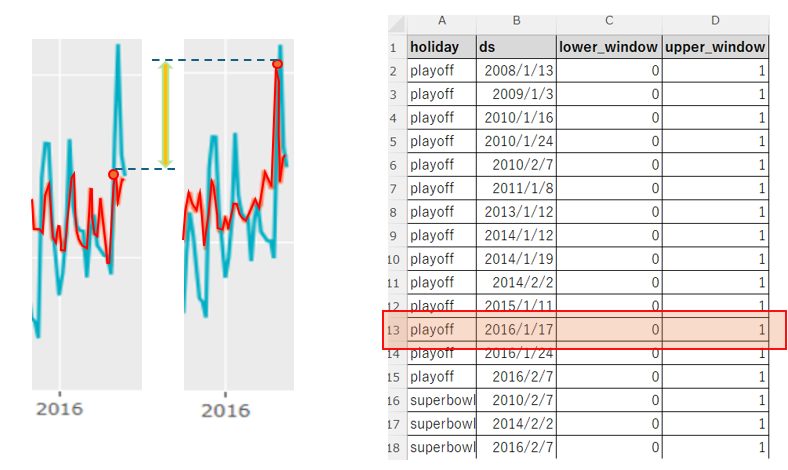 2016
2016
A B C D
1 holiday ds lower_window upper_window
2 playoff 2008/1/13 0 1
3 playoff 2009/1/3 0 1
4 playoff 2010/1/16 0 1
5 playoff 2010/1/24 0 1
6 playoff 2010/2/7 0 1
7 playoff 2011/1/8 0 1
8 playoff 2013/1/12 0 1
9 playoff 2014/1/12 0 1
10 playoff 2014/1/19 0 1
11 playoff 2014/2/2 0 1
12 playoff 2015/1/11 0 1
13 playoff 2016/1/17 0 1
14 playoff 2016/1/24 0 1
15 playoff 2016/2/7 0 1
16 superbowl 2010/2/7 0 1
17 superbowl 2014/2/2 0 1
18 superbowl 2016/2/7 0 1